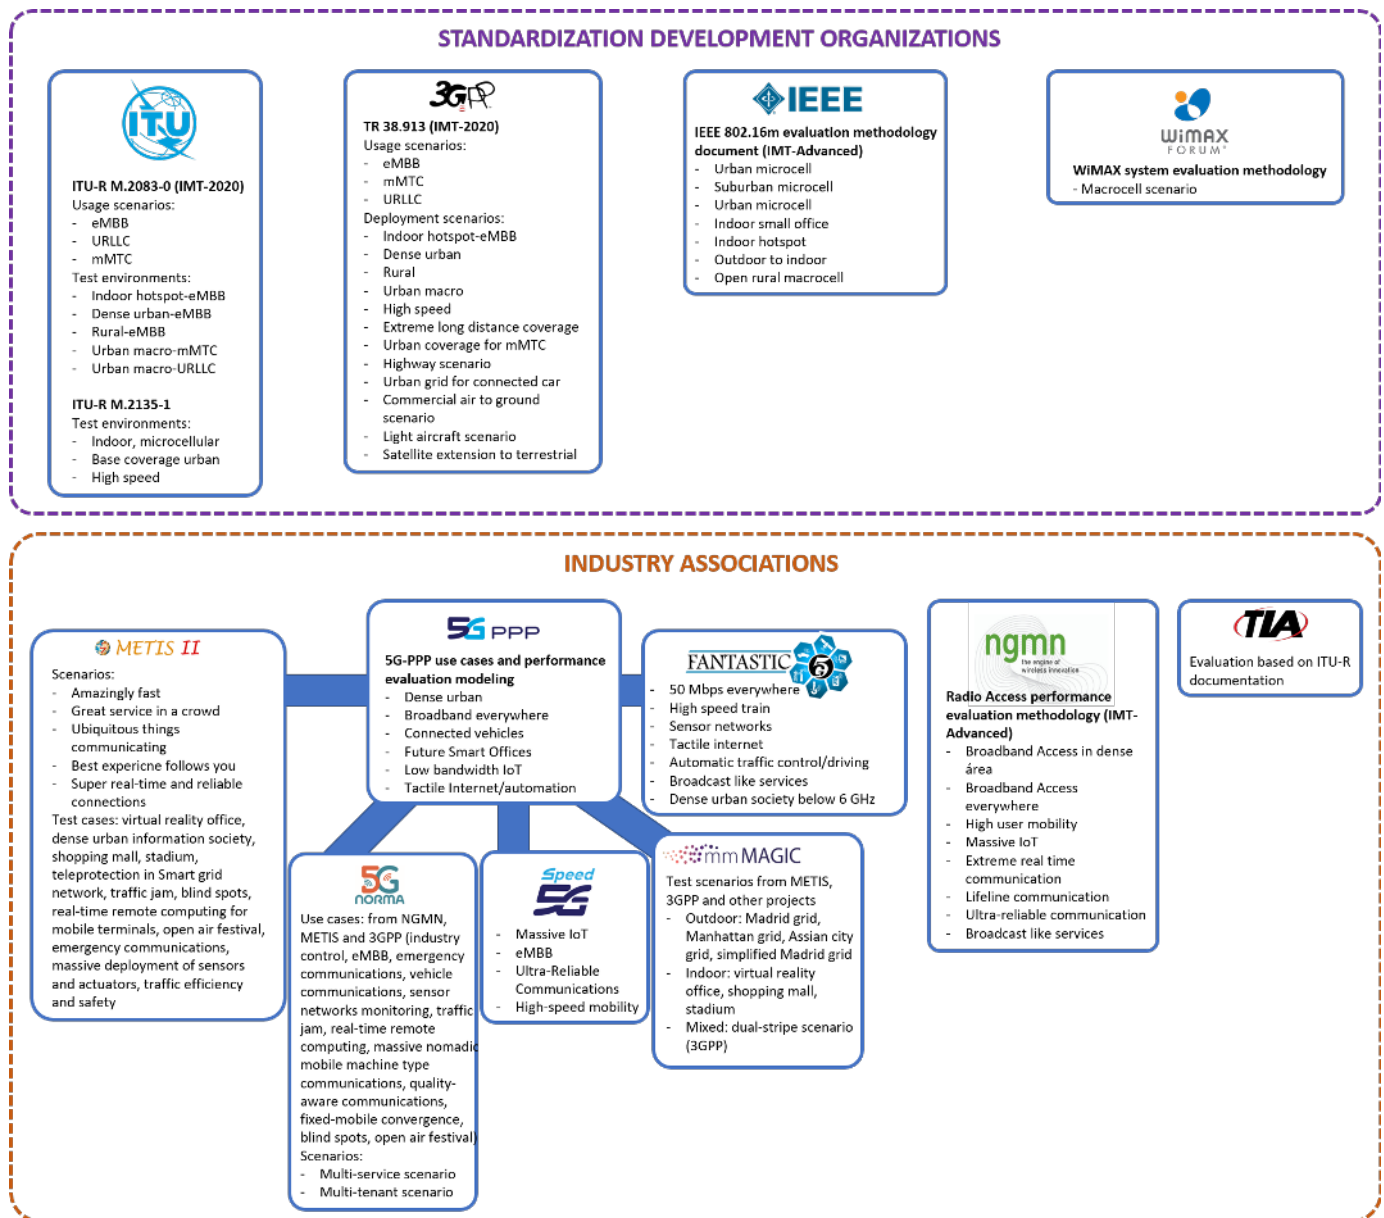 STANDARDIZATION DEVELOPMENT ORGANIZATIONS
ITU
ITU-R M.2083-0 (IMT-2020)
Usage scenarios:
- eMBB
- URLLC
- mMTC
Test environments:
- Indoor hotspot-eMBB
- Dense urban-eMBB
- Rural-eMBB
- Urban macro-mMTC
- Urban macro-URLLC
ITU-R M.2135-1
Test environments:
- Indoor, microcellular
- Base coverage urban
- High speed
3GPP
TR 38.913 (IMT-2020)
Usage scenarios:
- eMBB
- mMTC
- URLLC
Deployment scenarios:
- Indoor hotspot-eMBB
- Dense urban
- Rural
- Urban macro
- High speed
- Extreme long distance coverage
- Urban coverage for mMTC
- Highway scenario
- Urban grid for connected car
- Commercial air to ground
scenario
- Light aircraft scenario
- Satellite extension to terrestrial
IEEE
IEEE 802.16m evaluation methodology
document (IMT-Advanced)
- Urban microcell
- Suburban microcell
- Urban microcell
- Indoor small office
- Indoor hotspot
- Outdoor to indoor
- Open rural macrocell
WiMAX
FORUM
WiMAX system evaluation methodology
- Macrocell scenario
INDUSTRY ASSOCIATIONS
METIS II
Scenarios:
- Amazingly fast
- Great service in a crowd
- Ubiquitous things
communicating
- Best expericne follows you
- Super real-time and reliable
connections
Test cases: virtual reality office,
dense urban information society,
shopping mall, stadium,
teleprotection in Smart grid
network, traffic jam, blind spots,
real-time remote computing for
mobile terminals, open air festival,
emergency communications,
massive deployment of sensors
and actuators, traffic efficiency
and safety
5G PPP
5G-PPP use cases and performance
evaluation modeling
- Dense urban
- Broadband everywhere
- Connected vehicles
- Future Smart Offices
- Low bandwidth IoT
- Tactile Internet/automation
FANTASTIC 5G
- 50 Mbps everywhere
- High speed train
- Sensor networks
- Tactile internet
- Automatic traffic control/driving
- Broadcast like services
- Dense urban society below 6 GHz
ngmn
the engine of
wireless innovation
Radio Access performance
evaluation methodology (IMT-
Advanced)
- Broadband Access in dense
área
- Broadband Access
everywhere
- High user mobility
- Massive IoT
- Extreme real time
communication
- Lifeline communication
- Ultra-reliable communication
- Broadcast like services
TIA
Evaluation based on ITU-R
documentation
5G
NORMA
Use cases: from NGMN,
METIS and 3GPP (industry
control, eMBB, emergency
communications, vehicle
communications, sensor
networks monitoring, traffic
jam, real-time remote
computing, massive nomadic
mobile machine type
communications, quality-
aware communications,
fixed-mobile convergence,
blind spots, open air festival)
Scenarios:
- Multi-service scenario
- Multi-tenant scenario
Speed
5G
- Massive IoT
- eMBB
- Ultra-Reliable
Communications
- High-speed mobility
mmMAGIC
Test scenarios from METIS,
3GPP and other projects
- Outdoor: Madrid grid,
Manhattan grid, Assian city
grid, simplified Madrid grid
- Indoor: virtual reality
office, shopping mall,
stadium
- Mixed: dual-stripe scenario
(3GPP)